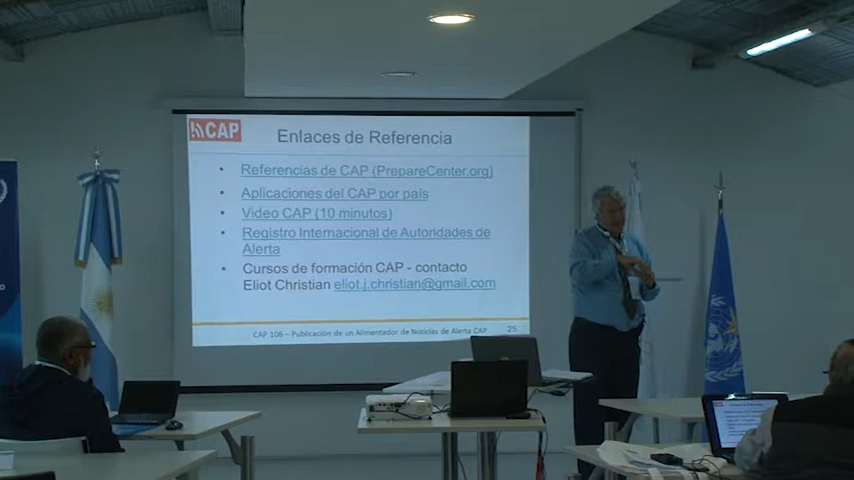 CAP
Enlaces de Referencia
• Referencias de CAP (PrepareCenter.org)
• Aplicaciones del CAP por país
• Video CAP (10 minutos)
• Registro Internacional de Autoridades de
Alerta
• Cursos de formación CAP - contacto
Eliot Christian eliot.j.christian@gmail.com
CAP 106 –Publicación de un Alimentador de Noticias de Alerta CAP
25